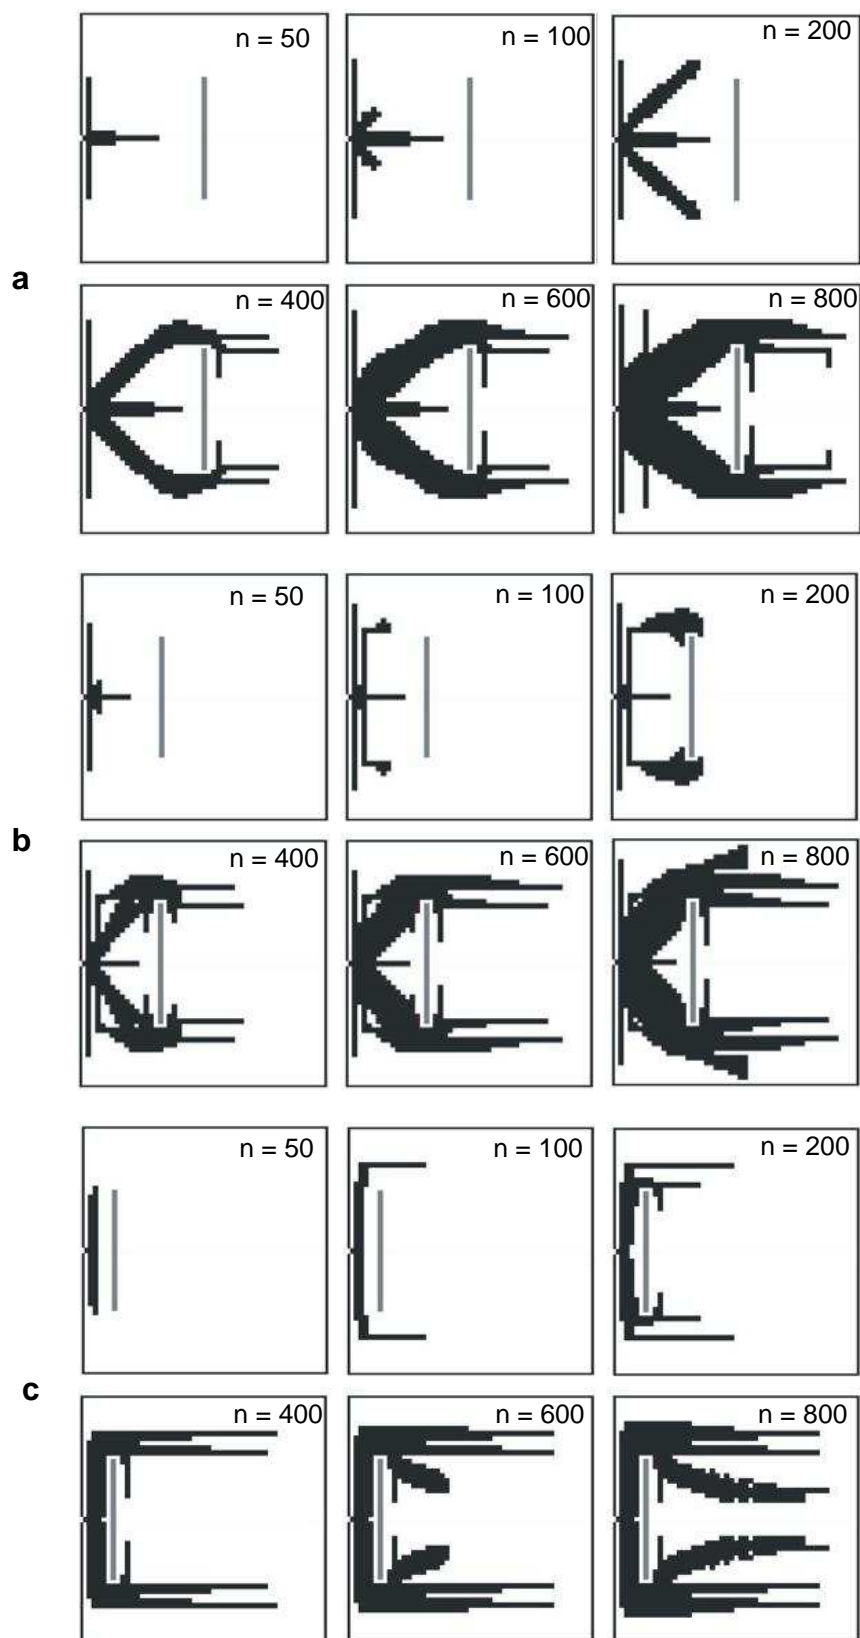 n = 50
n = 100
n = 200
a
n = 400
n = 600
n = 800
n = 50
n = 100
n = 200
b
n = 400
n = 600
n = 800
n = 50
n = 100
n = 200
c
n = 400
n = 600
n = 800